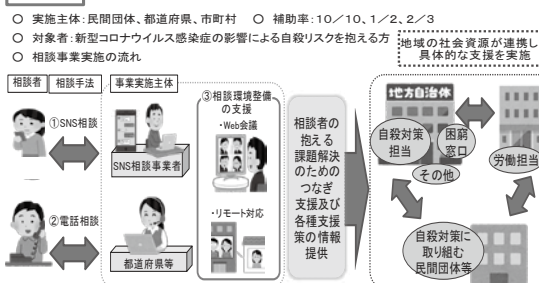 ○ 実施主体:民間団体、都道府県、市町村 ○ 補助率:10/10、1/2、2/3
○ 対象者:新型コロナウイルス感染症の影響による自殺リスクを抱える方
○ 相談事業実施の流れ
地域の社会資源が連携し
具体的な支援を実施
相談者
相談手法
事業実施主体
①SNS相談
SNS相談事業者
②電話相談
都道府県等
③相談環境整備
の支援
・Web会議
・リモート対応
相談者の
抱える
課題解決
のための
つなぎ
支援及び
各種支援
策の情報
提供
地方自治体
自殺対策
担当
困窮
窓口
その他
労働担当
自殺対策に
取り組む
民間団体等